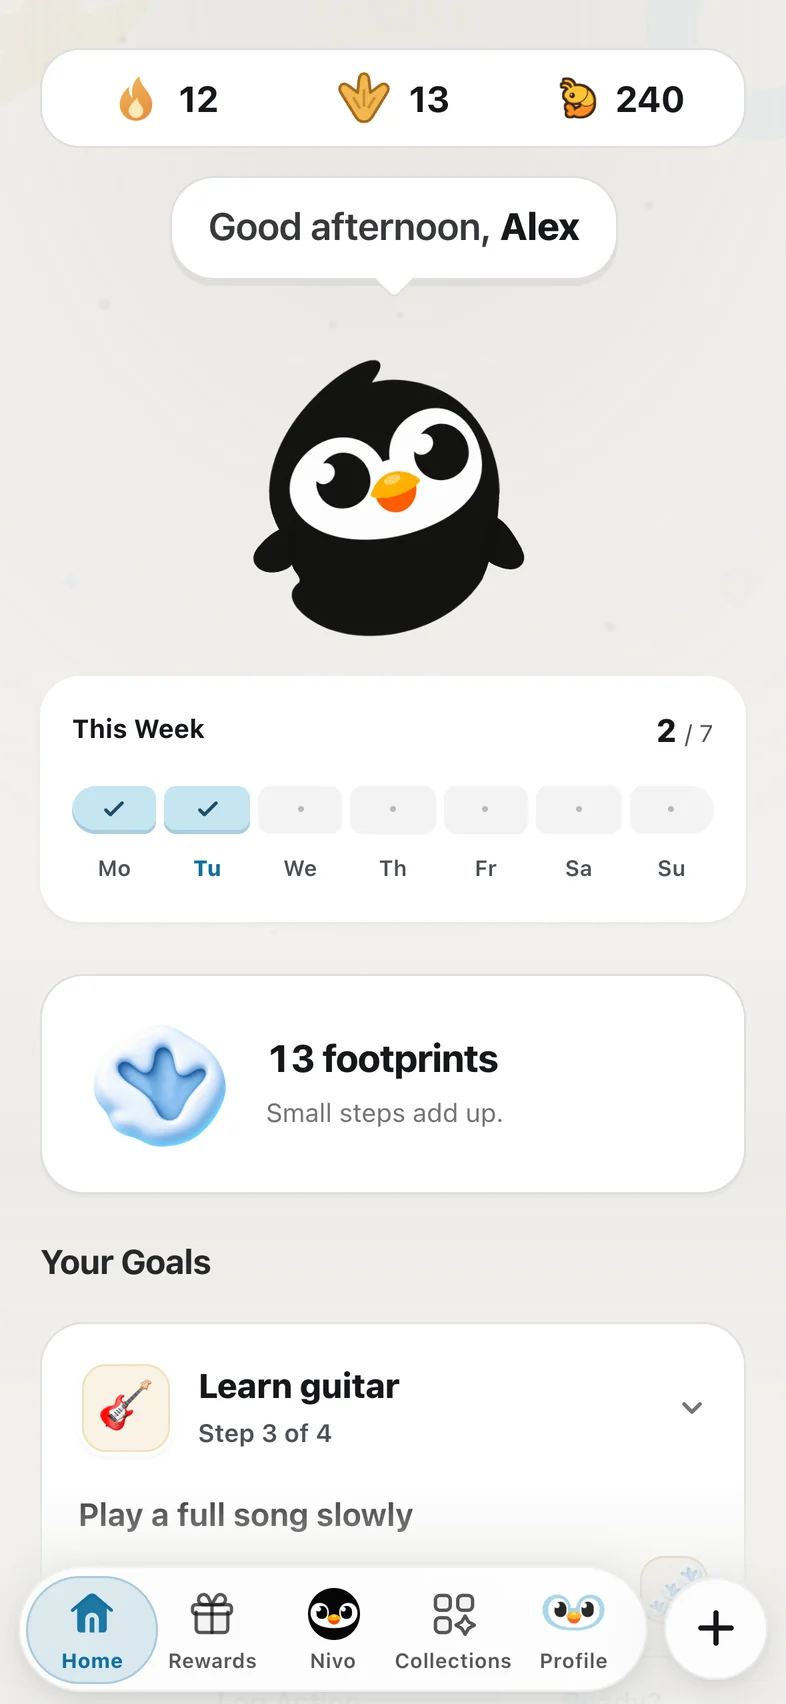 12 13 240
Good afternoon, Alex
This Week 2 / 7
Mo Tu We Th Fr Sa Su
13 footprints
Small steps add up.
Your Goals
Learn guitar
Step 3 of 4
Play a full song slowly
Home Rewards Nivo Collections Profile